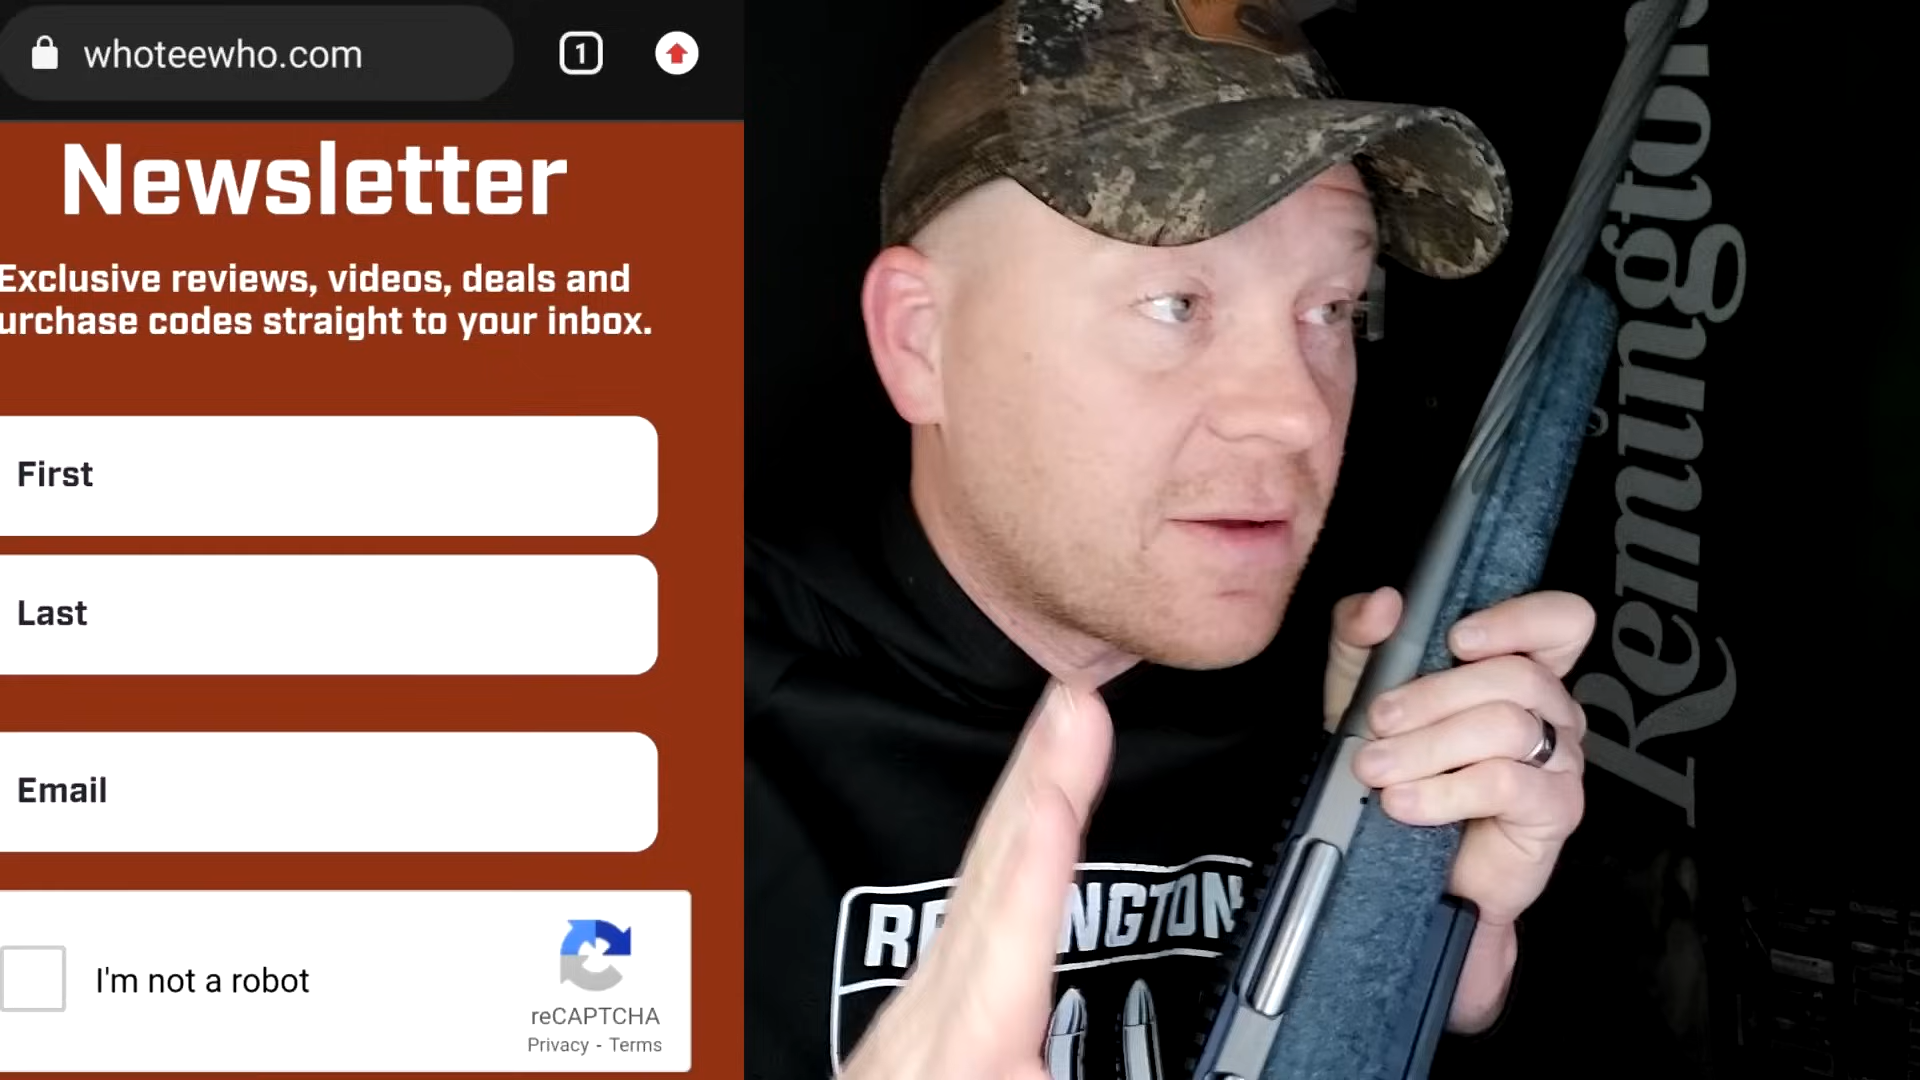 whoteewho.com
1
Newsletter
Exclusive reviews, videos, deals and
urchase codes straight to your inbox.
First
Last
Email
I'm not a robot
reCAPTCHA
Privacy - Terms
Remington